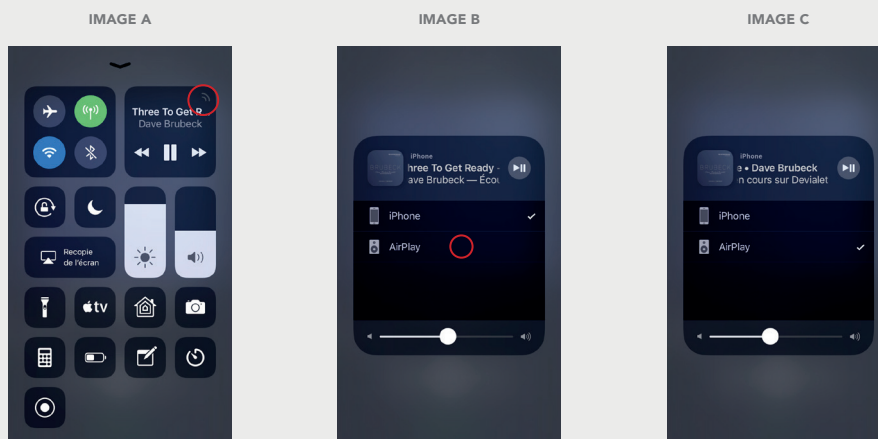 IMAGE A
IMAGE B
IMAGE C
Three To Get R...
Dave Brubeck
Recopie
de l'écran
tv
iPhone
hree To Get Ready -
ave Brubeck — Écou
iPhone
AirPlay
iPhone
e • Dave Brubeck
n cours sur Devialet
iPhone
AirPlay